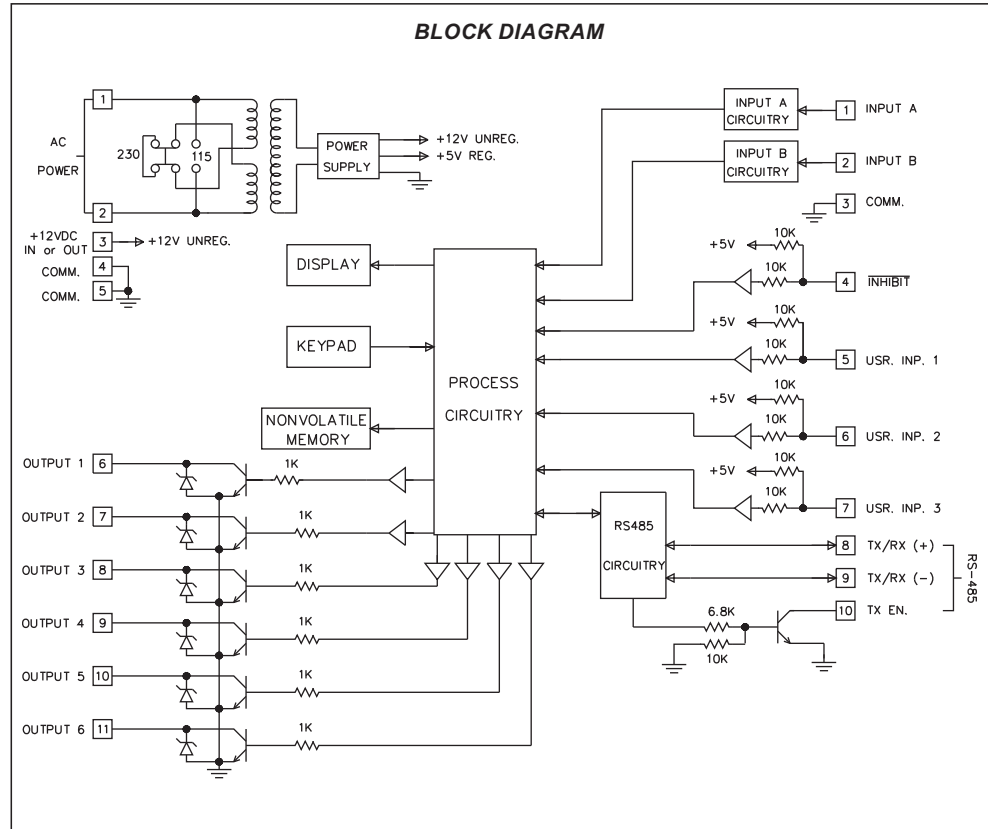 BLOCK DIAGRAM
1
AC
POWER
230
115
2
POWER
SUPPLY
+12V UNREG.
+5V REG.
+12VDC
IN or OUT
3
+12V UNREG.
COMM.
4
COMM.
5
INPUT A
CIRCUITRY
1
INPUT A
INPUT B
CIRCUITRY
2
INPUT B
3
COMM.
DISPLAY
KEYPAD
NONVOLATILE
MEMORY
PROCESS
CIRCUITRY
+5V
10K
10K
4
INHIBIT
+5V
10K
10K
5
USR. INP. 1
+5V
10K
10K
6
USR. INP. 2
+5V
10K
10K
7
USR. INP. 3
OUTPUT 1
6
1K
OUTPUT 2
7
1K
OUTPUT 3
8
1K
OUTPUT 4
9
1K
OUTPUT 5
10
1K
OUTPUT 6
11
1K
RS485
CIRCUITRY
8
TX/RX (+)
9
TX/RX (-)
10
TX EN.
RS-485
6.8K
10K